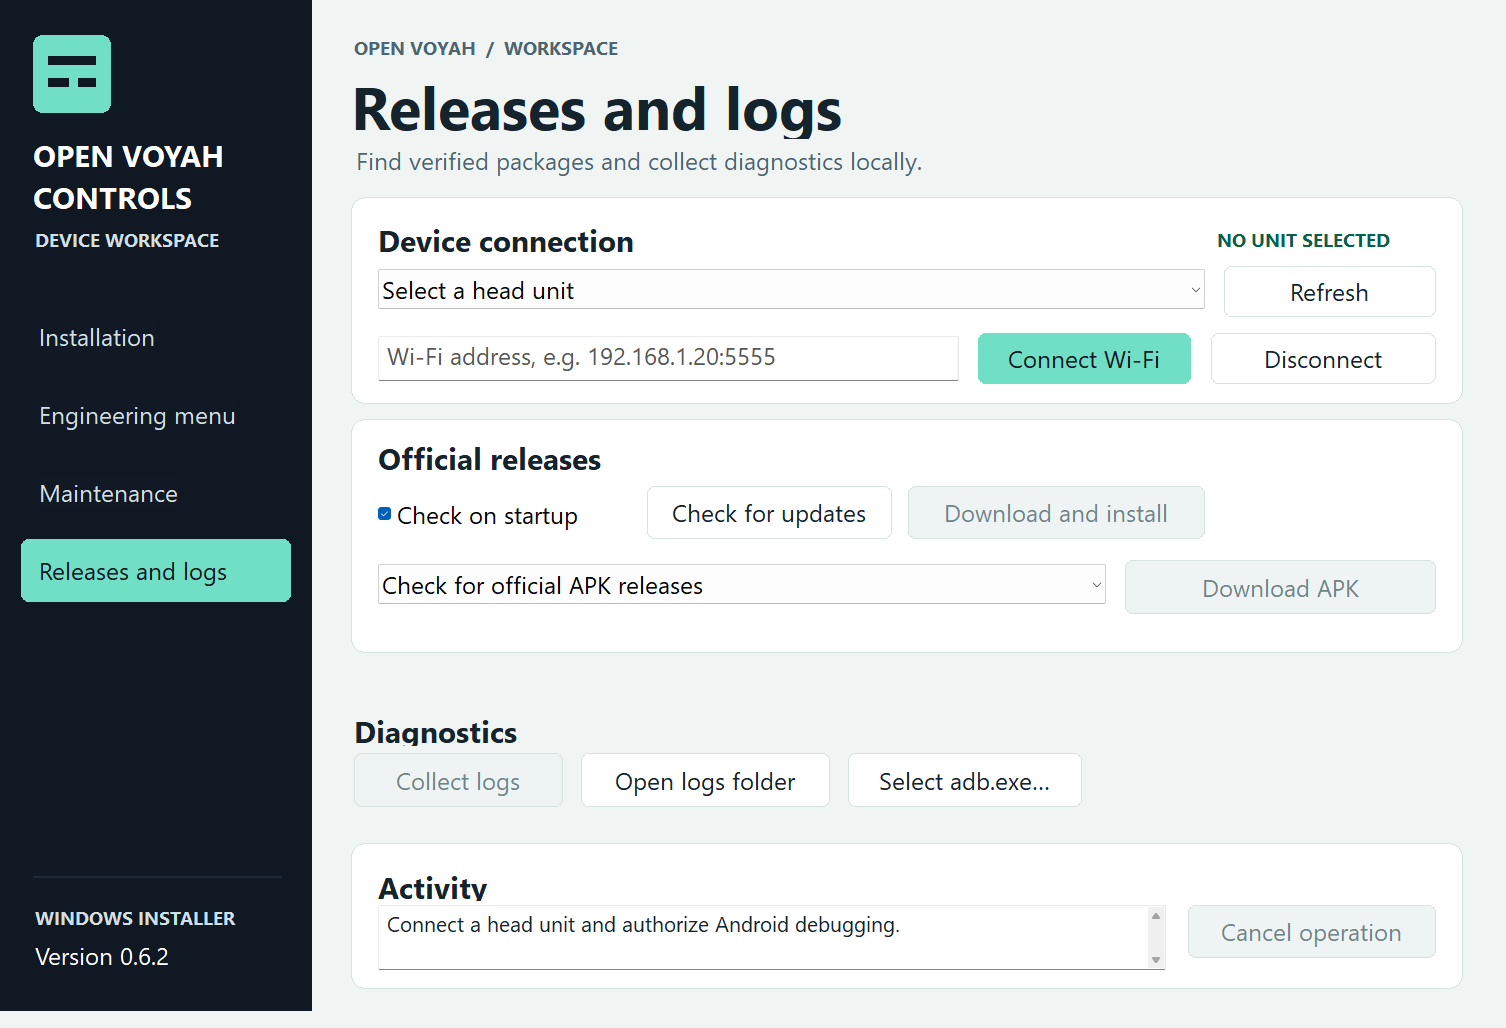 OPEN VOYAH
CONTROLS
DEVICE WORKSPACE
Installation
Engineering menu
Maintenance
Releases and logs
WINDOWS INSTALLER
Version 0.6.2
OPEN VOYAH / WORKSPACE
Releases and logs
Find verified packages and collect diagnostics locally.
Device connection
NO UNIT SELECTED
Select a head unit
Refresh
Wi-Fi address, e.g. 192.168.1.20:5555
Connect Wi-Fi
Disconnect
Official releases
Check on startup
Check for updates
Download and install
Check for official APK releases
Download APK
Diagnostics
Collect logs
Open logs folder
Select adb.exe...
Activity
Connect a head unit and authorize Android debugging.
Cancel operation